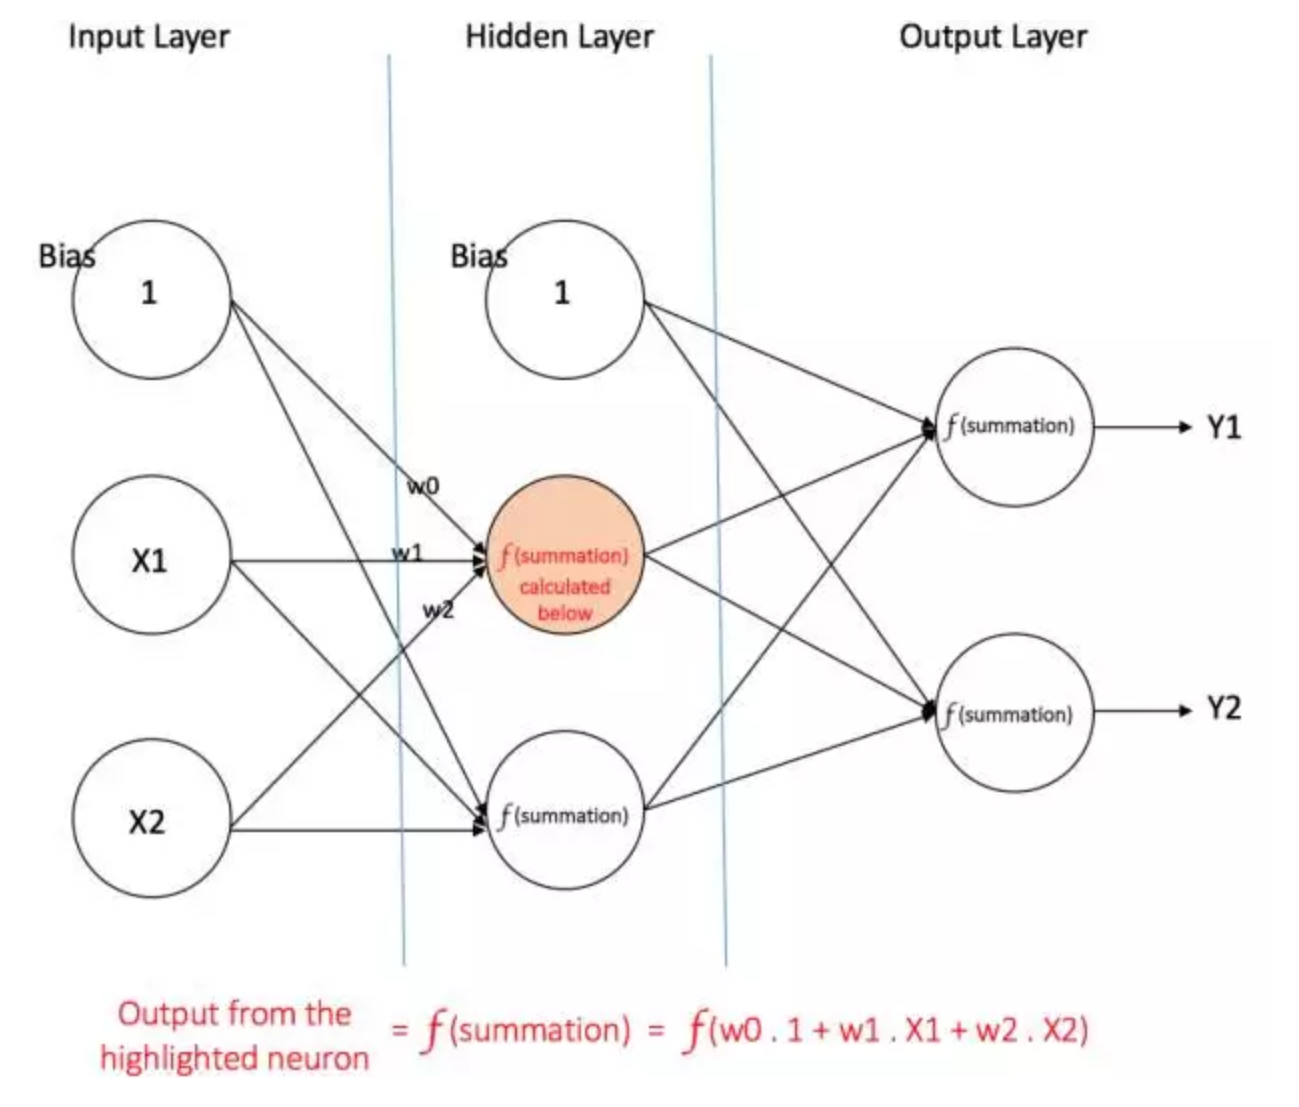 Input Layer
Hidden Layer
Output Layer
Bias
1
Bias
1
f(summation)
Y1
w0
X1
w1
f(summation)
calculated
below
w2
f(summation)
Y2
X2
f(summation)
Output from the
highlighted neuron
= f(summation) = f(w0 . 1 + w1 . X1 + w2 . X2)